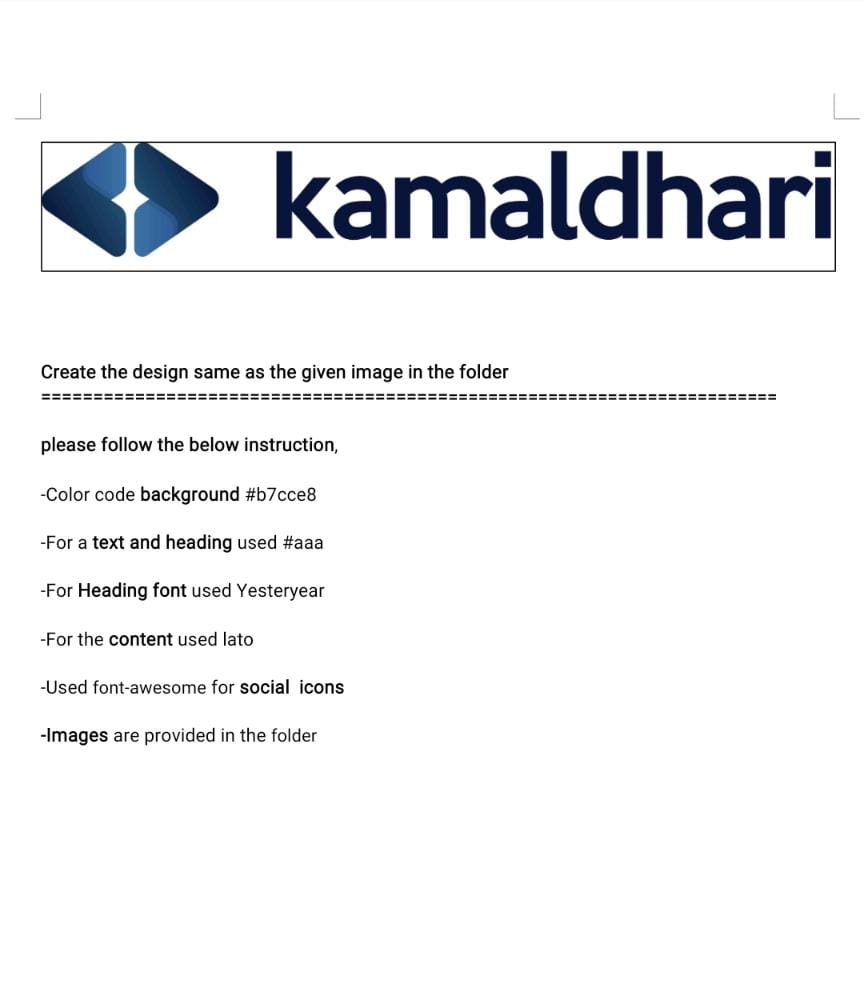 kamaldhari
Create the design same as the given image in the folder
=========================================================================
please follow the below instruction,
-Color code background #b7cce8
-For a text and heading used #aaa
-For Heading font used Yesteryear
-For the content used lato
-Used font-awesome for social  icons
-Images are provided in the folder